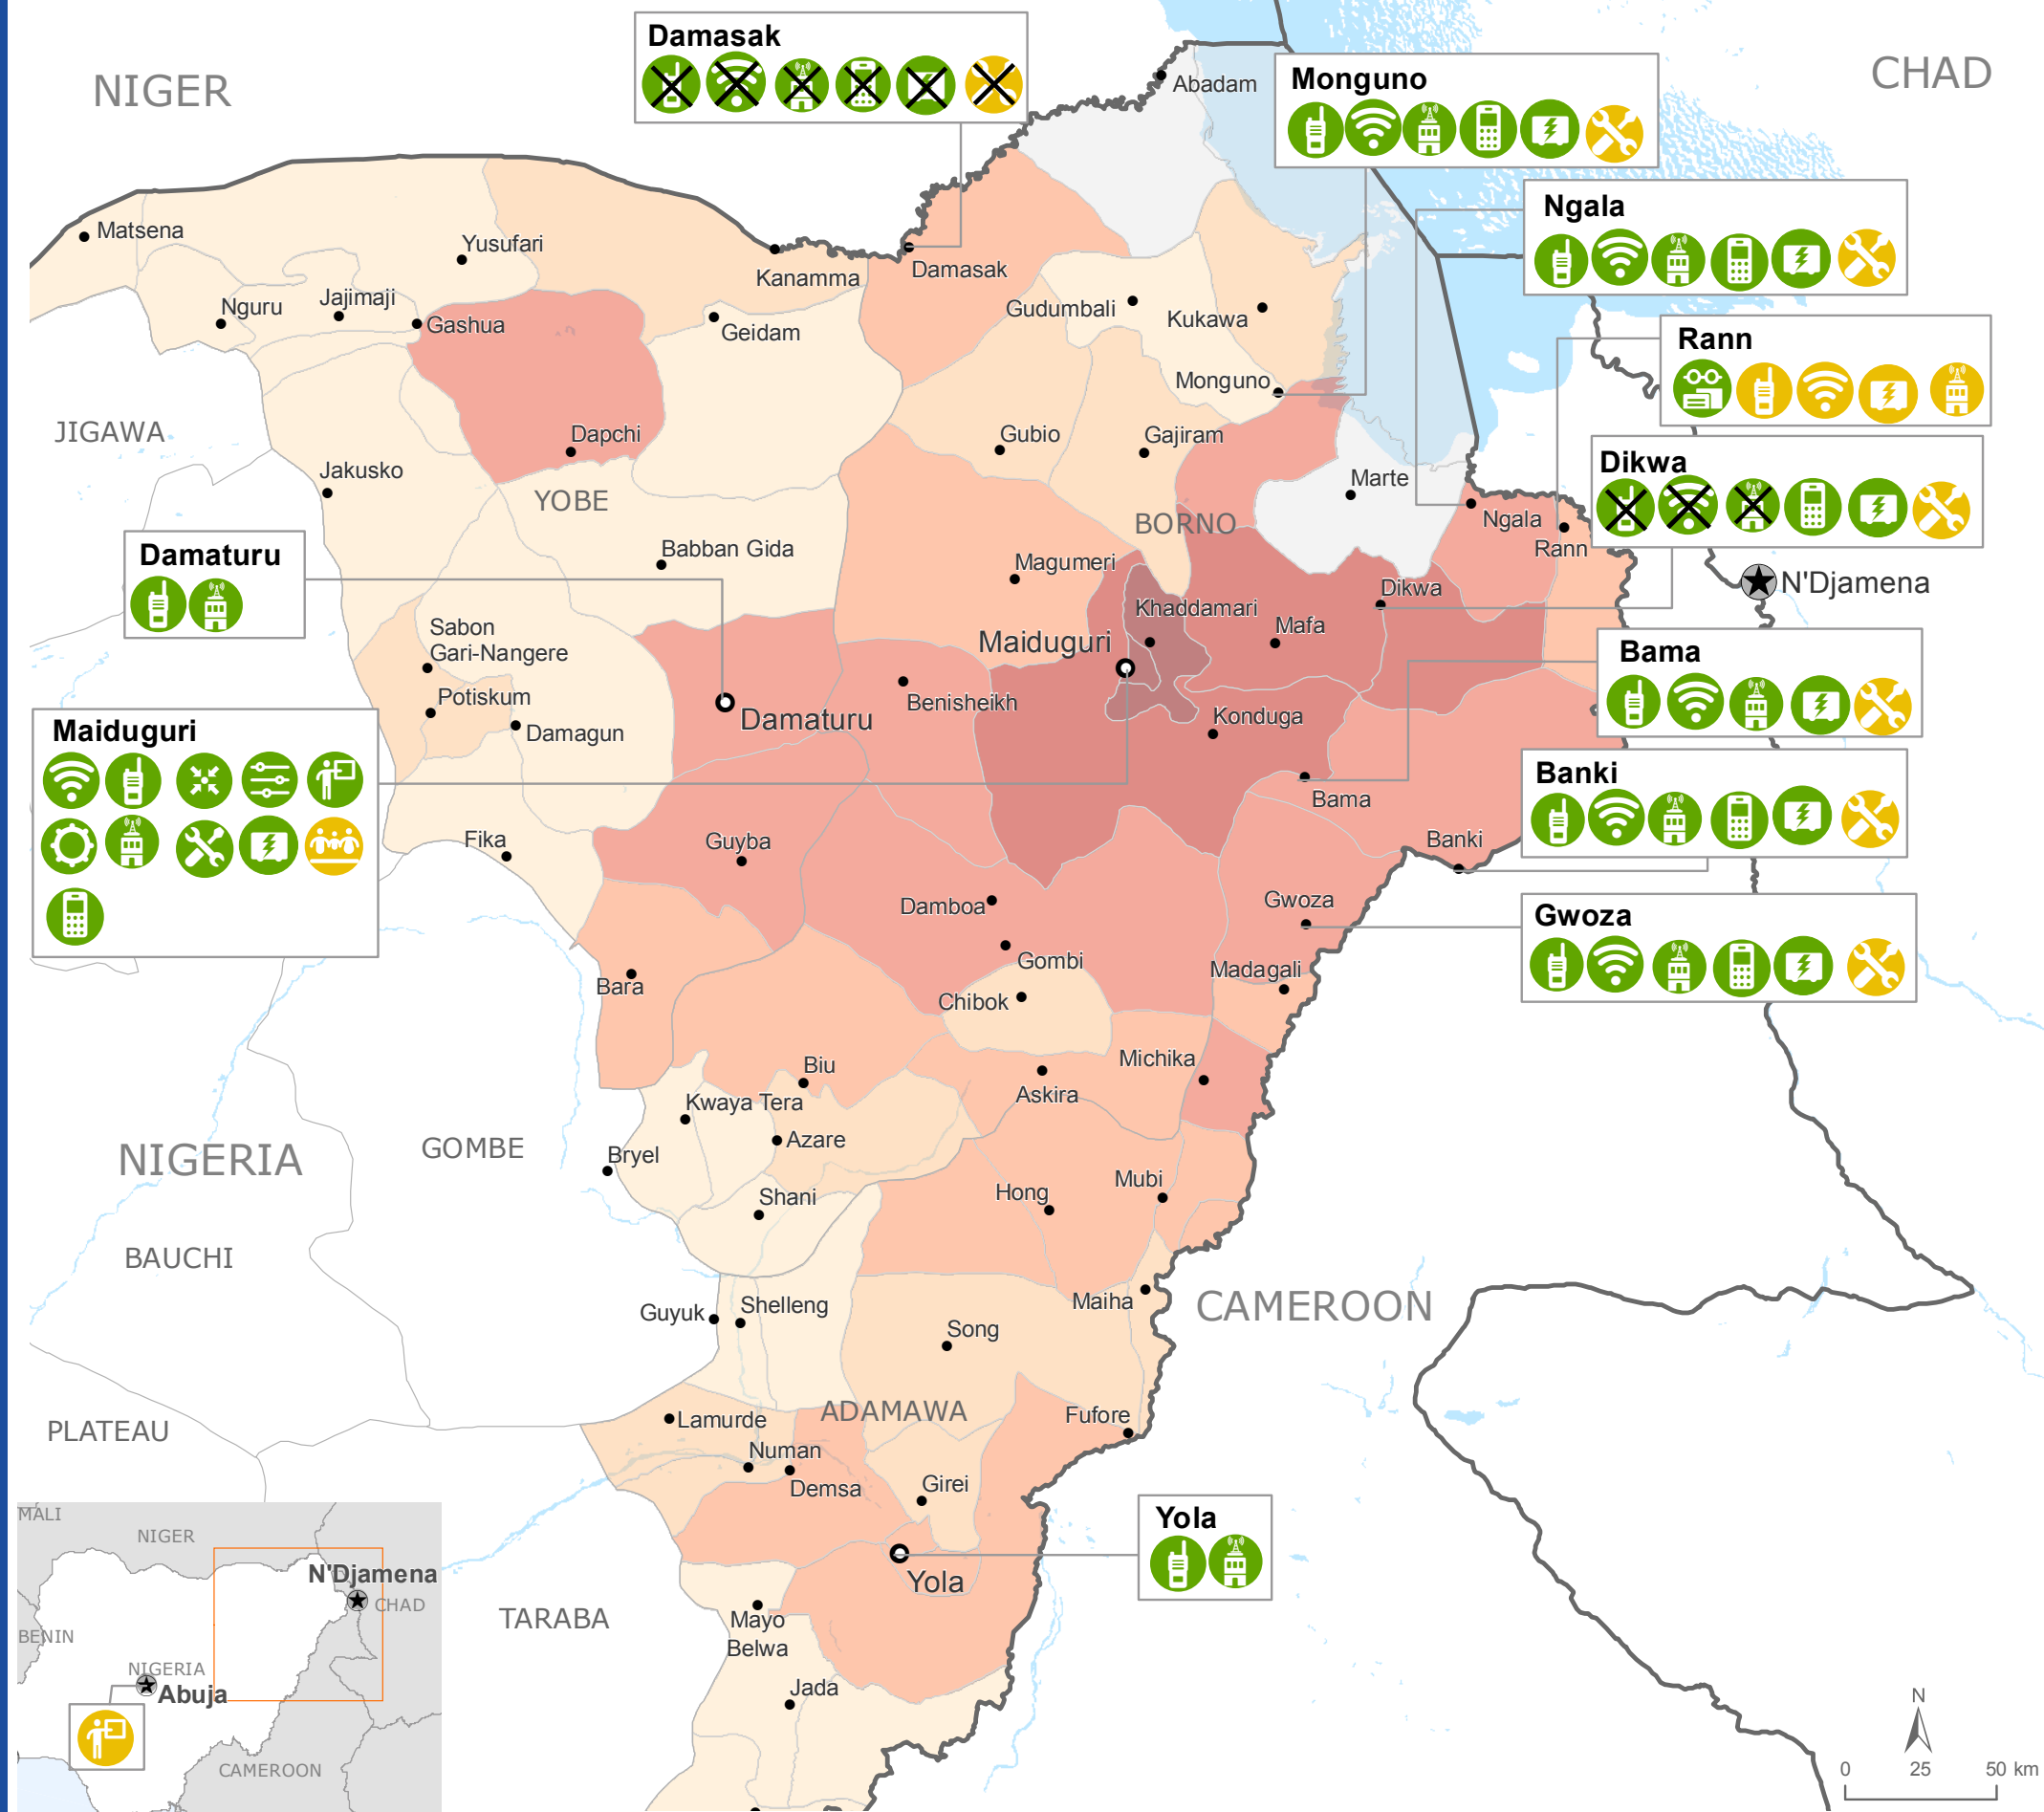 Damasak
NIGER
CHAD
Monguno
Abadam
Ngala
Matsena
Yusufari
Kanamma
Damasak
Nguru
Jajimaji
Gashua
Geidam
Gudumbali
Kukawa
Rann
Monguno
JIGAWA
Dapchi
Gubio
Gajiram
Dikwa
Jakusko
YOBE
Marte
BORNO
Ngala
Rann
Damaturu
Babban Gida
Magumeri
Dikwa
N'Djamena
Khaddamari
Mafa
Sabon
Gari-Nangere
Maiduguri
Bama
Potiskum
Benisheikh
Damaturu
Konduga
Damagun
Maiduguri
Banki
Bama
Fika
Guyba
Banki
Damboa
Gwoza
Gwoza
Gombi
Madagali
Bara
Chibok
Michika
Biu
Askira
Kwaya Tera
NIGERIA
GOMBE
Azare
Bryel
Mubi
Hong
Shani
BAUCHI
Maiha
CAMEROON
Guyuk
Shelleng
Song
ADAMAWA
Fufore
Lamurde
PLATEAU
Numan
Demsa
Girei
MALI
NIGER
Yola
N'Djamena
CHAD
Yola
TARABA
Mayo
Belwa
BENIN
NIGERIA
Abuja
Jada
N
CAMEROON
0 25 50 km